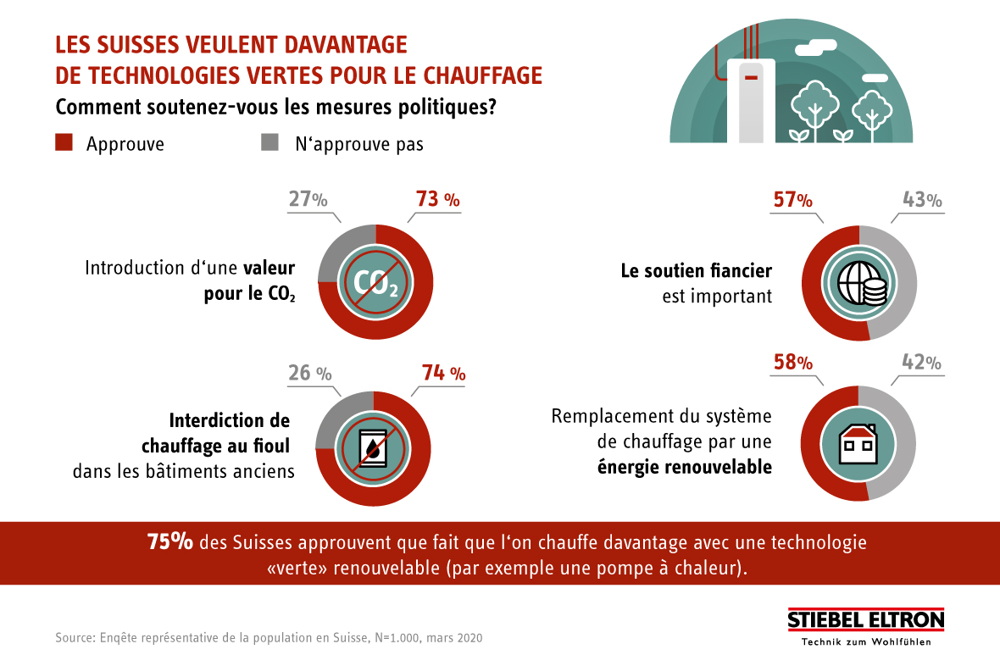 LES SUISSES VEULENT DAVANTAGE
DE TECHNOLOGIES VERTES POUR LE CHAUFFAGE
Comment soutenez-vous les mesures politiques?
Approuve
N‘approuve pas
27%
73 %
Introduction d‘une valeur
pour le CO₂
CO₂
57%
43%
Le soutien fiancier
est important
26 %
74 %
Interdiction de
chauffage au fioul
dans les bâtiments anciens
58%
42%
Remplacement du système
de chauffage par une
énergie renouvelable
75% des Suisses approuvent que fait que l‘on chauffe davantage avec une technologie
«verte» renouvelable (par exemple une pompe à chaleur).
Source: Enqête représentative de la population en Suisse, N=1.000, mars 2020
STIEBEL ELTRON
Technik zum Wohlfühlen